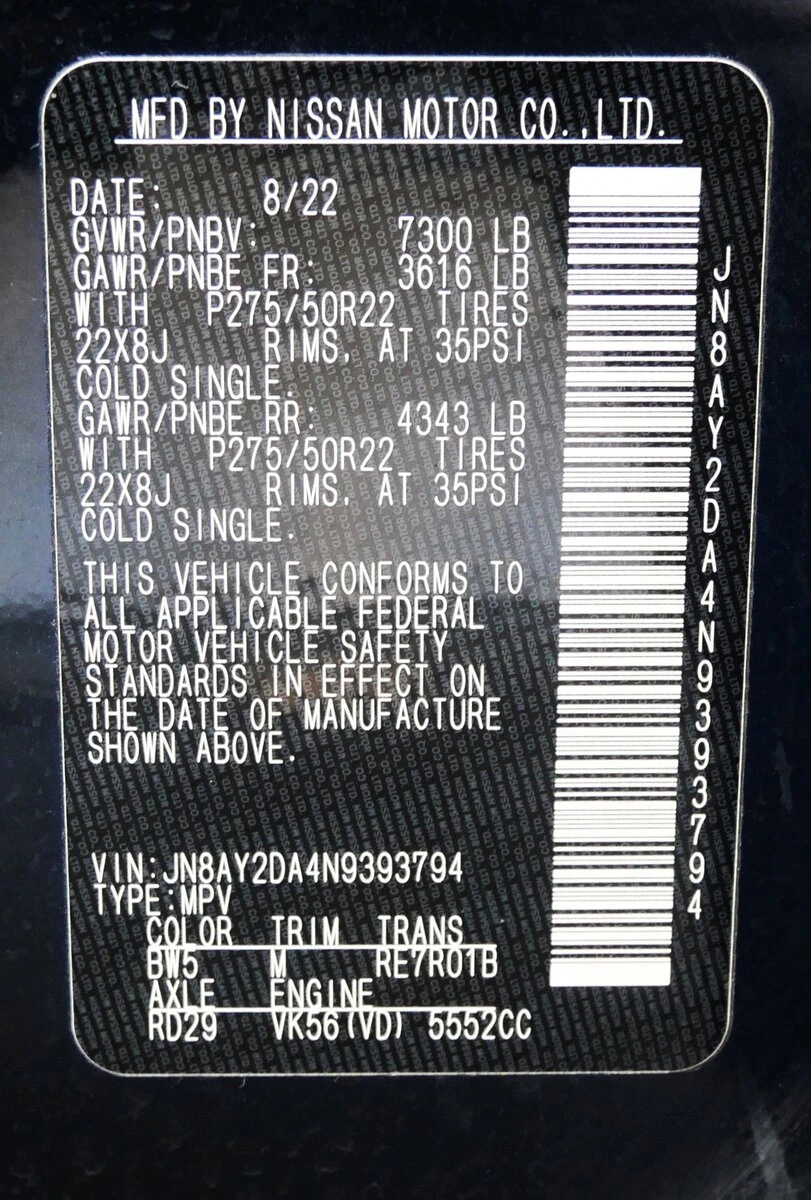 MFD BY NISSAN MOTOR CO.,LTD.
DATE: 8/22
GVWR/PNBV: 7300 LB
GAWR/PNBE FR: 3616 LB
WITH P275/50R22 TIRES
22X8J RIMS, AT 35PSI
COLD SINGLE.
GAWR/PNBE RR: 4343 LB
WITH P275/50R22 TIRES
22X8J RIMS, AT 35PSI
COLD SINGLE.
THIS VEHICLE CONFORMS TO
ALL APPLICABLE FEDERAL
MOTOR VEHICLE SAFETY
STANDARDS IN EFFECT ON
THE DATE OF MANUFACTURE
SHOWN ABOVE.
VIN:JN8AY2DA4N9393794
TYPE:MPV
COLOR TRIM TRANS
BW5 M RE7R01B
AXLE ENGINE
RD29 VK56(VD) 5552CC
JN8AY2DA4N9393794